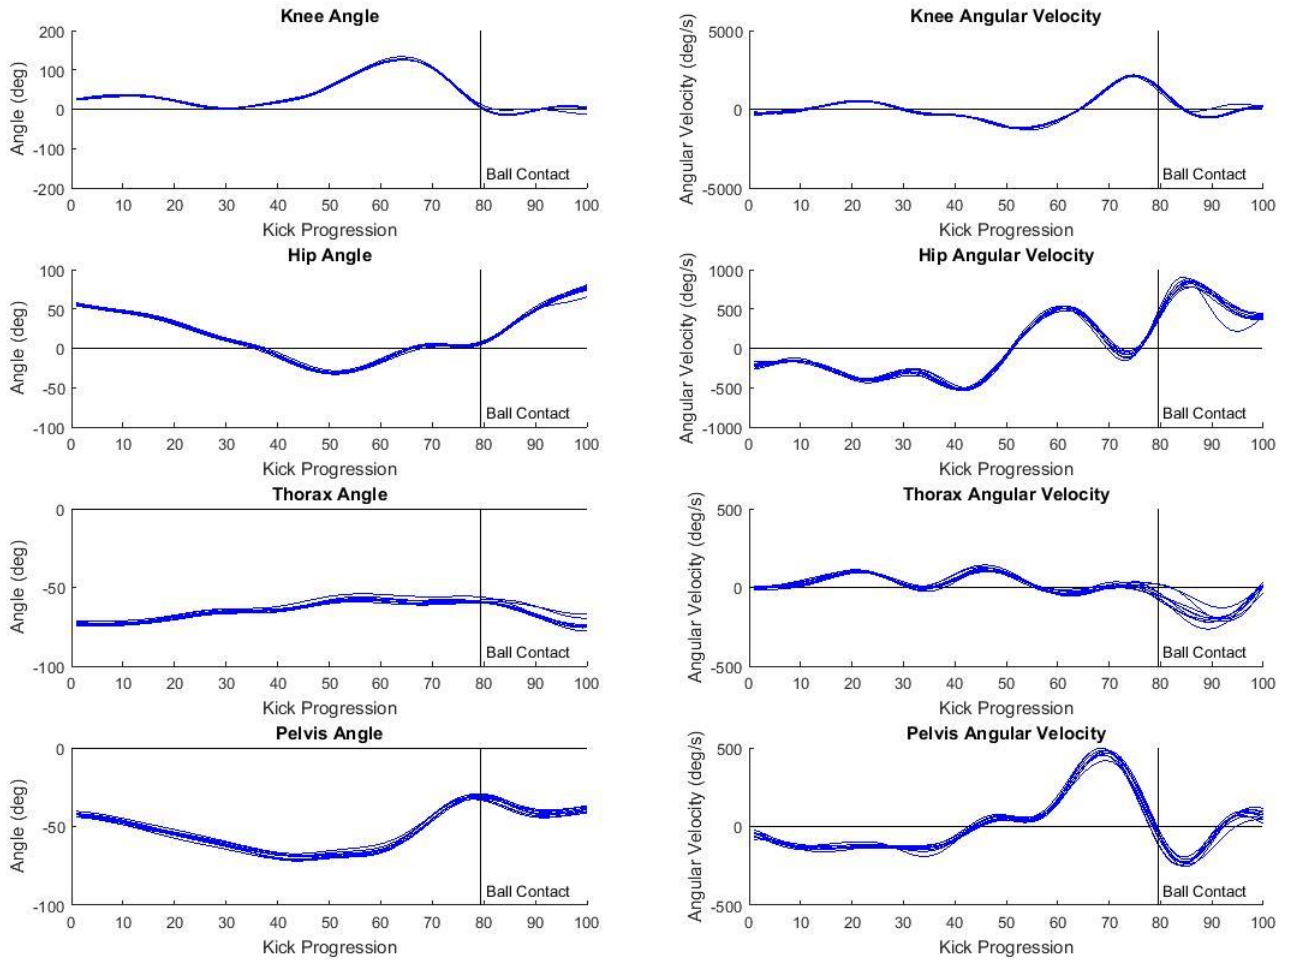 Knee Angle
200
100
0
-100
-200
Angle (deg)
Ball Contact
0 10 20 30 40 50 60 70 80 90 100
Kick Progression
Knee Angular Velocity
5000
0
-5000
Angular Velocity (deg/s)
Ball Contact
0 10 20 30 40 50 60 70 80 90 100
Kick Progression
Hip Angle
100
50
0
-50
-100
Angle (deg)
Ball Contact
0 10 20 30 40 50 60 70 80 90 100
Kick Progression
Hip Angular Velocity
1000
500
0
-500
-1000
Angular Velocity (deg/s)
Ball Contact
0 10 20 30 40 50 60 70 80 90 100
Kick Progression
Thorax Angle
0
-50
-100
Angle (deg)
Ball Contact
0 10 20 30 40 50 60 70 80 90 100
Kick Progression
Thorax Angular Velocity
500
0
-500
Angular Velocity (deg/s)
Ball Contact
0 10 20 30 40 50 60 70 80 90 100
Kick Progression
Pelvis Angle
0
-50
-100
Angle (deg)
Ball Contact
0 10 20 30 40 50 60 70 80 90 100
Kick Progression
Pelvis Angular Velocity
500
0
-500
Angular Velocity (deg/s)
Ball Contact
0 10 20 30 40 50 60 70 80 90 100
Kick Progression